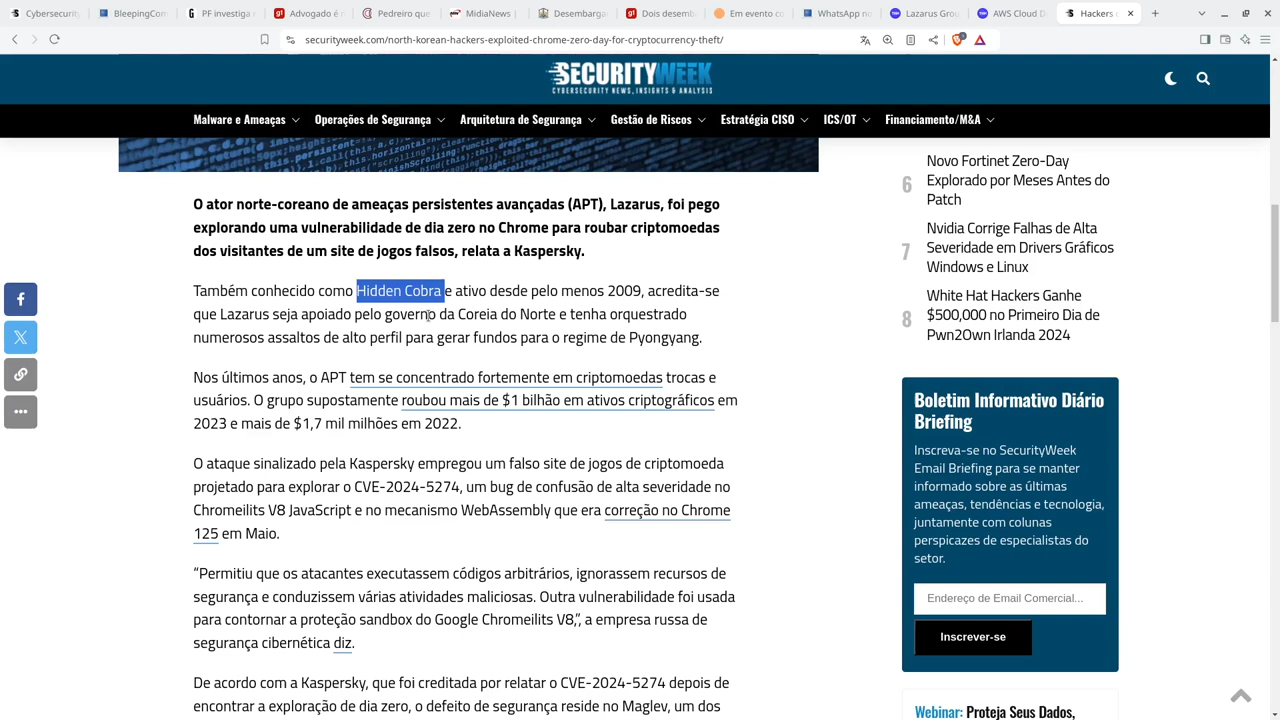 Cybersecurity
BleepingCom
PF investiga
Advogado é
Pedreiro que
MidiaNews |
Desembarga
Dois desemb
Em evento co
WhatsApp no
Lazarus Grou
AWS Cloud D
Hackers c
securityweek.com/north-korean-hackers-exploited-chrome-zero-day-for-cryptocurrency-theft/
SECURITYWEEK
CYBERSECURITY NEWS, INSIGHTS & ANALYSIS
Malware e Ameaças
Operações de Segurança
Arquitetura de Segurança
Gestão de Riscos
Estratégia CISO
ICS/OT
Financiamento/M&A
O ator norte-coreano de ameaças persistentes avançadas (APT), Lazarus, foi pego
explorando uma vulnerabilidade de dia zero no Chrome para roubar criptomoedas
dos visitantes de um site de jogos falsos, relata a Kaspersky.
Também conhecido como Hidden Cobra e ativo desde pelo menos 2009, acredita-se
que Lazarus seja apoiado pelo governo da Coreia do Norte e tenha orquestrado
numerosos assaltos de alto perfil para gerar fundos para o regime de Pyongyang.
Nos últimos anos, o APT tem se concentrado fortemente em criptomoedas trocas e
usuários. O grupo supostamente roubou mais de $1 bilhão em ativos criptográficos em
2023 e mais de $1,7 mil milhões em 2022.
O ataque sinalizado pela Kaspersky empregou um falso site de jogos de criptomoeda
projetado para explorar o CVE-2024-5274, um bug de confusão de alta severidade no
Chromeilits V8 JavaScript e no mecanismo WebAssembly que era correção no Chrome
125 em Maio.
“Permitiu que os atacantes executassem códigos arbitrários, ignorassem recursos de
segurança e conduzissem várias atividades maliciosas. Outra vulnerabilidade foi usada
para contornar a proteção sandbox do Google Chromeilits V8,”, a empresa russa de
segurança cibernética diz.
De acordo com a Kaspersky, que foi creditada por relatar o CVE-2024-5274 depois de
encontrar a exploração de dia zero, o defeito de segurança reside no Maglev, um dos
6
Novo Fortinet Zero-Day
Explorado por Meses Antes do
Patch
7
Nvidia Corrige Falhas de Alta
Severidade em Drivers Gráficos
Windows e Linux
8
White Hat Hackers Ganhe
$500,000 no Primeiro Dia de
Pwn2Own Irlanda 2024
Boletim Informativo Diário
Briefing
Inscreva-se no SecurityWeek
Email Briefing para se manter
informado sobre as últimas
ameaças, tendências e tecnologia,
juntamente com colunas
perspicazes de especialistas do
setor.
Endereço de Email Comercial...
Inscrever-se
Webinar: Proteja Seus Dados,